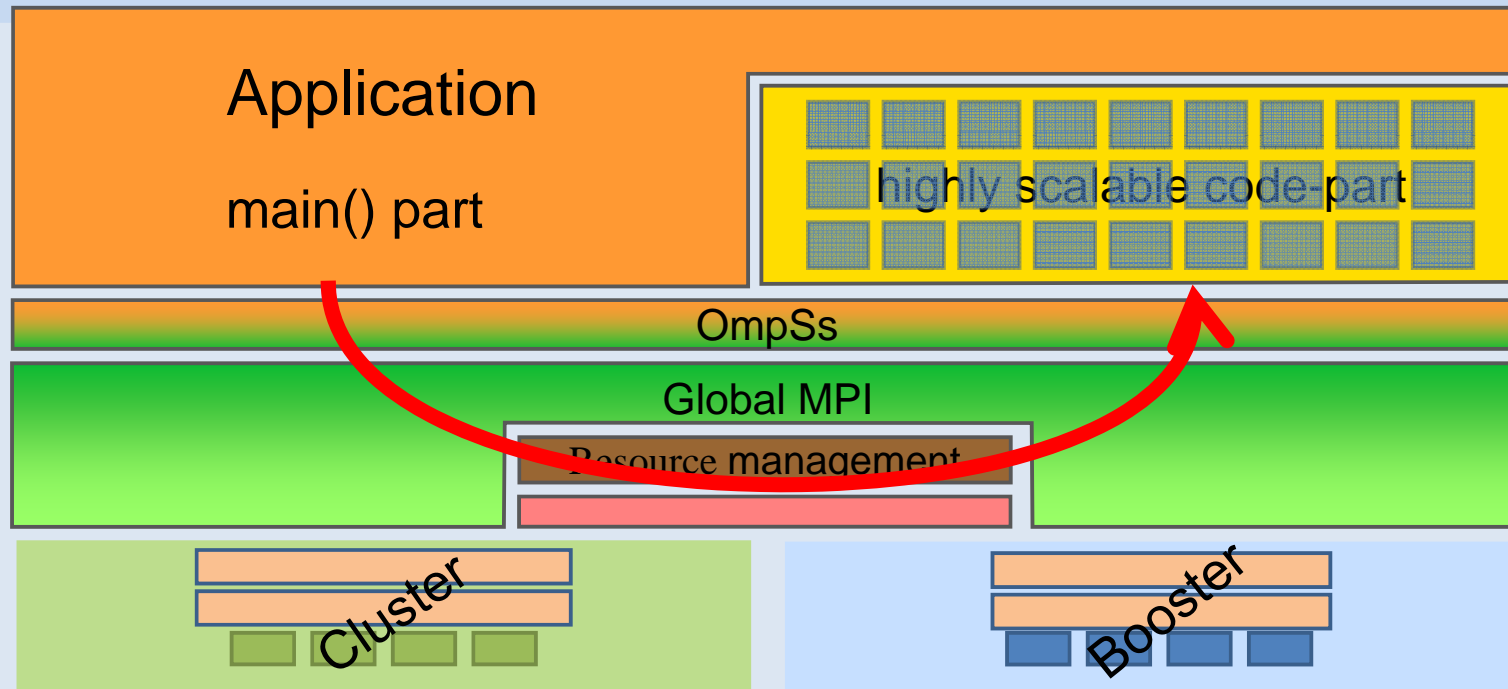 Application
main() part
highly scalable code-part
OmpSs
Global MPI
Resource management
Cluster
Booster